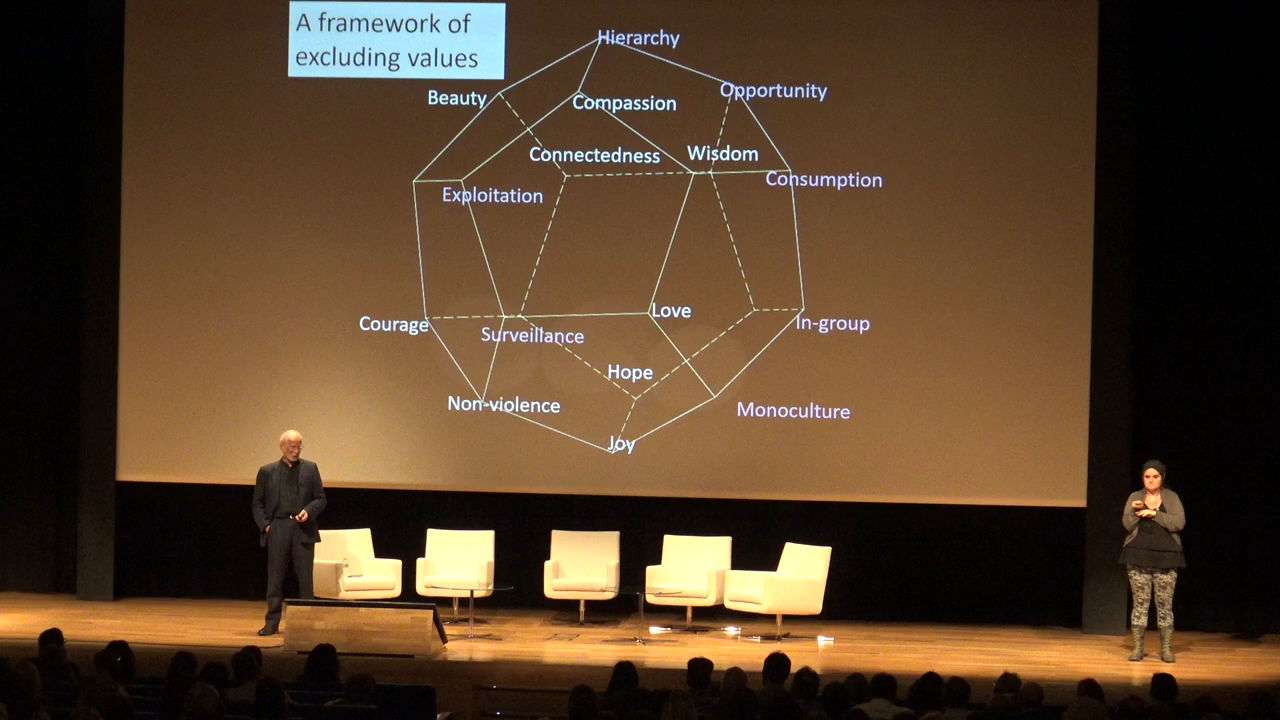 A framework of
excluding values
Hierarchy
Opportunity
Beauty
Compassion
Connectedness
Wisdom
Consumption
Exploitation
Love
Courage
In-group
Surveillance
Hope
Non-violence
Monoculture
Joy